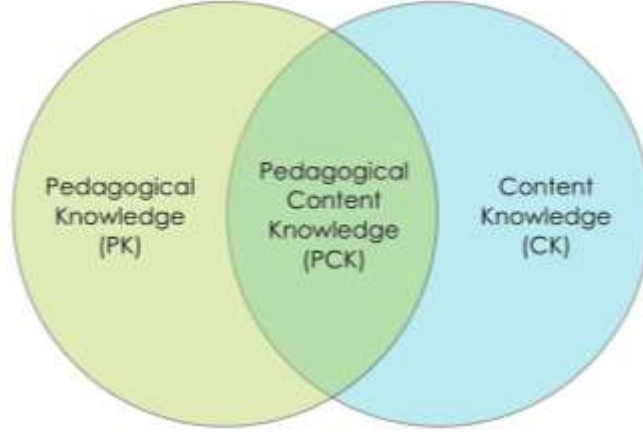 Pedagogical
Knowledge
(PK)
Pedagogical
Content
Knowledge
(PCK)
Content
Knowledge
(CK)